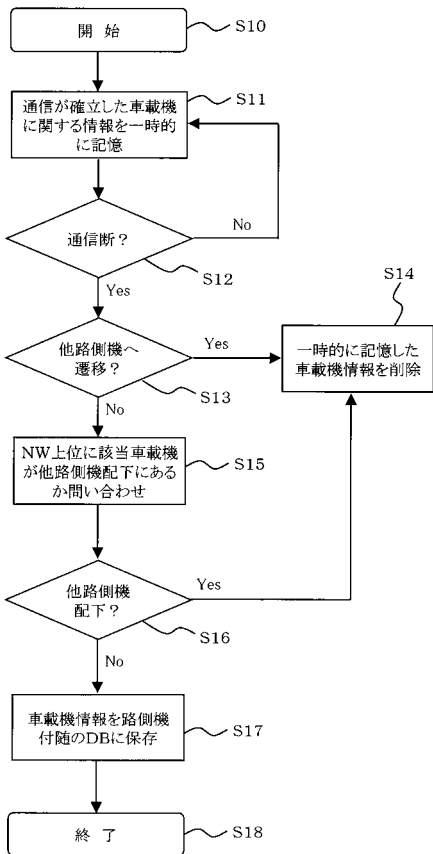 開 始
S10
通信が確立した車載機
に関する情報を一時的
に記憶
S11
通信断？
No
S12
Yes
S14
他路側機へ
遷移？
Yes
一時的に記憶した
車載機情報を削除
S13
No
NW上位に該当車載機
が他路側機配下にある
か問い合わせ
S15
他路側機
配下？
Yes
S16
No
車載機情報を路側機
付随のDBに保存
S17
終 了
S18